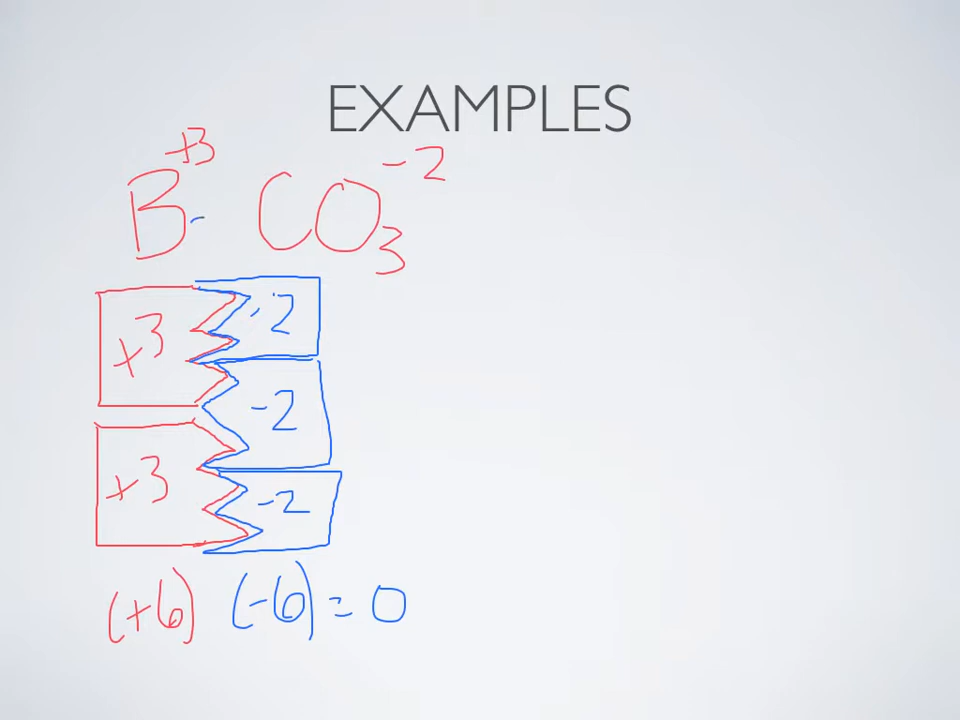 EXAMPLES
B⁺³ CO₃⁻²
+3 -2
-2
+3 -2
(+6) (-6) = 0